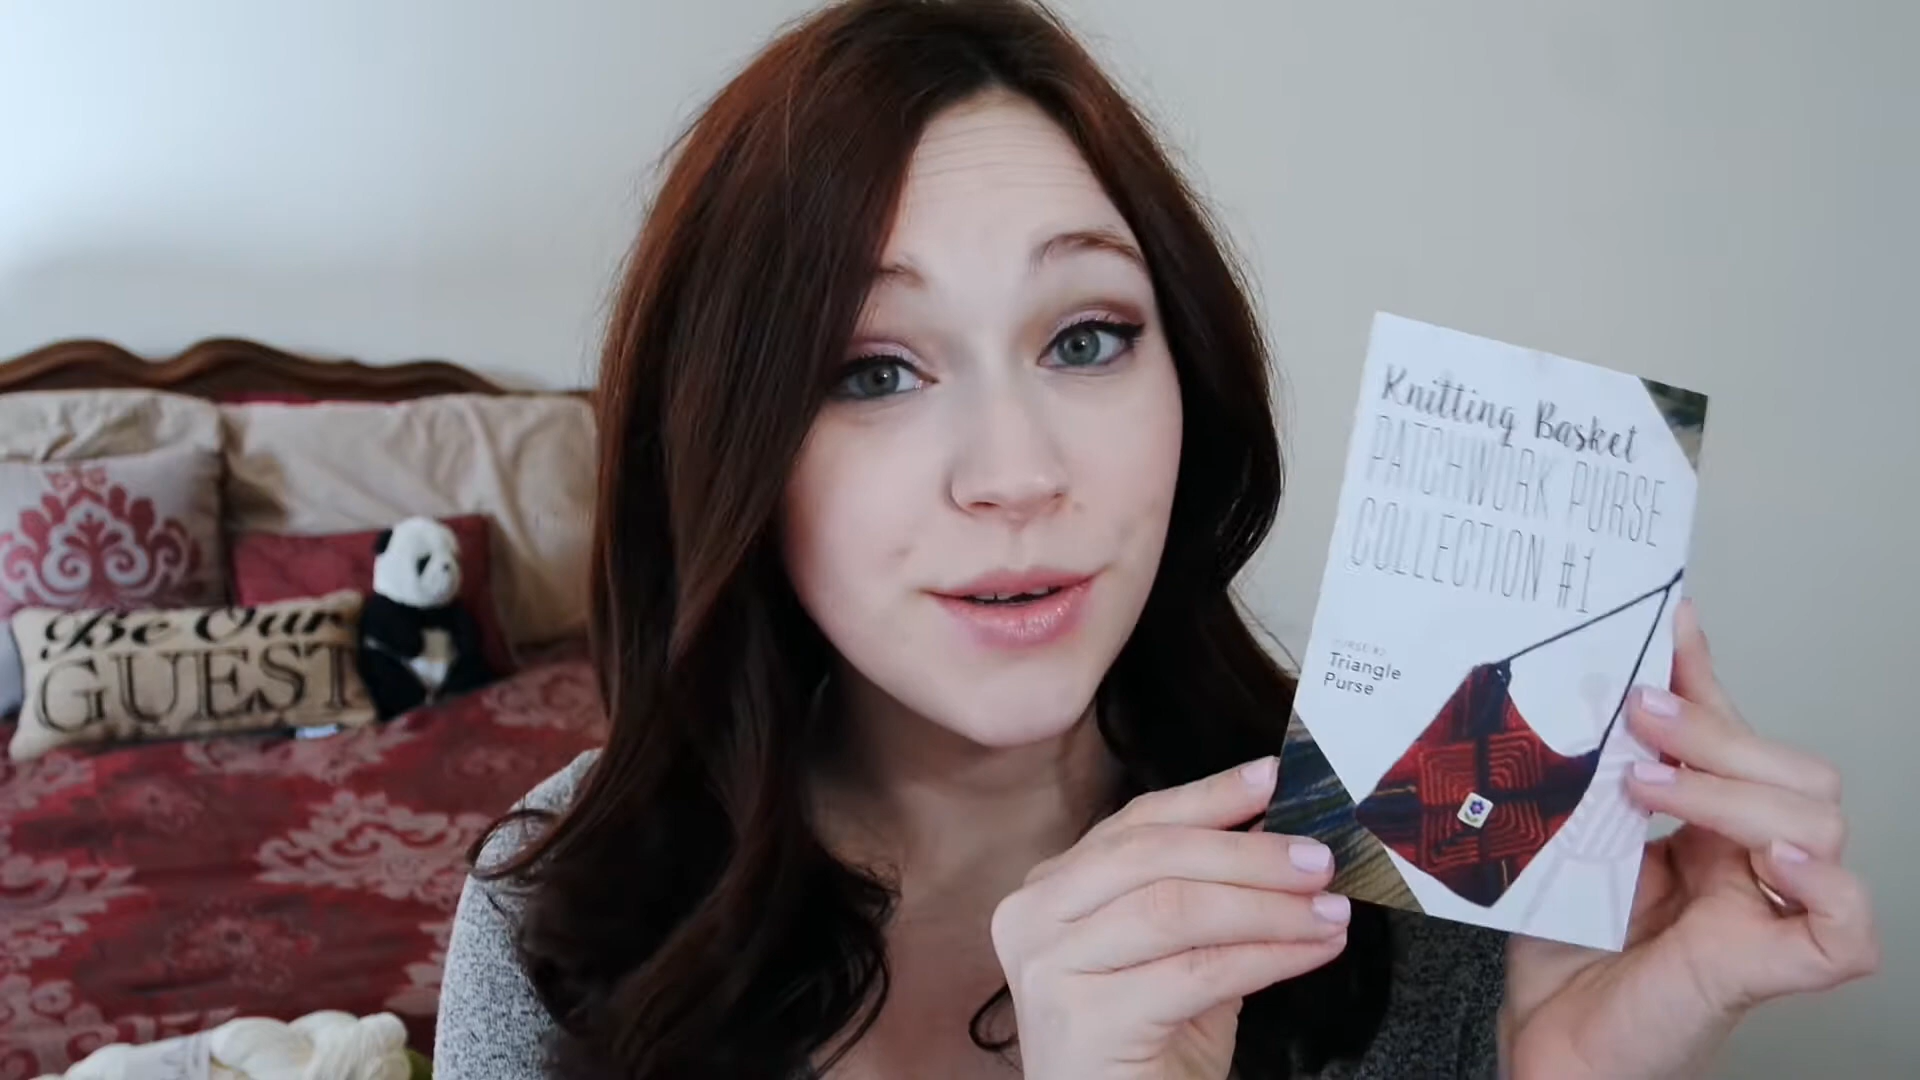 Be Our
GUEST
Knitting Basket
PATCHWORK PURSE
COLLECTION #1
Triangle
Purse